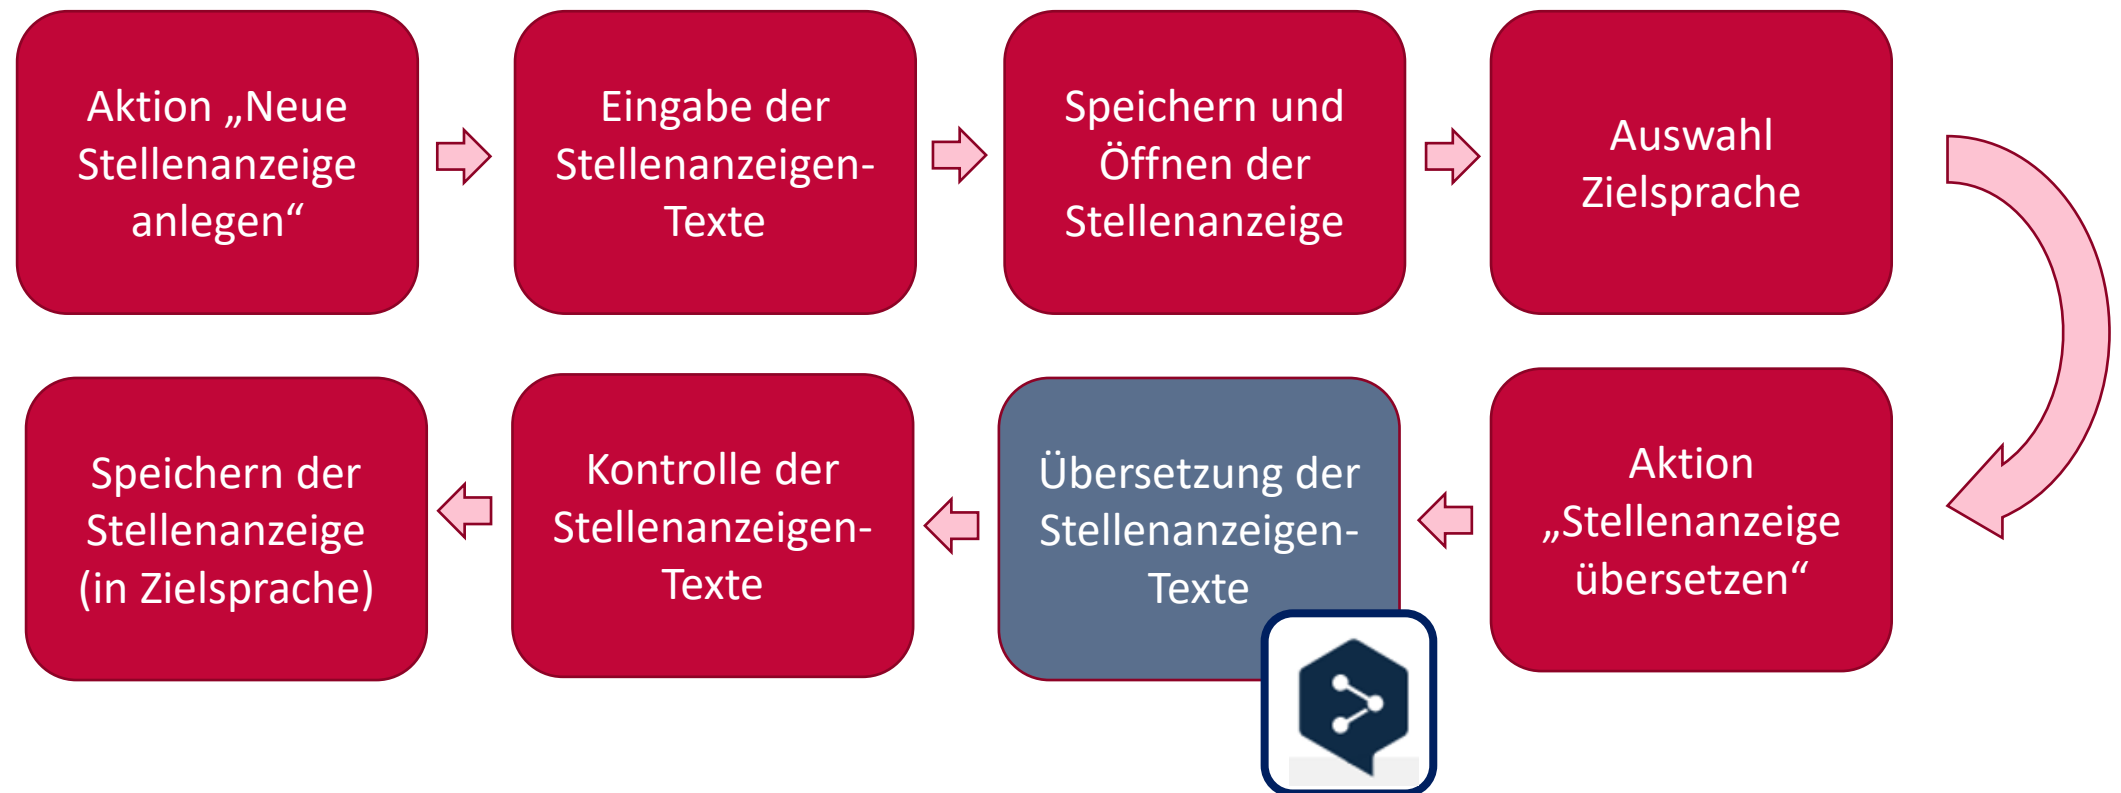 Aktion „Neue
Stellenanzeige
anlegen“
Eingabe der
Stellenanzeigen-
Texte
Speichern und
Öffnen der
Stellenanzeige
Auswahl
Zielsprache
Aktion
„Stellenanzeige
übersetzen“
Übersetzung der
Stellenanzeigen-
Texte
Kontrolle der
Stellenanzeigen-
Texte
Speichern der
Stellenanzeige
(in Zielsprache)